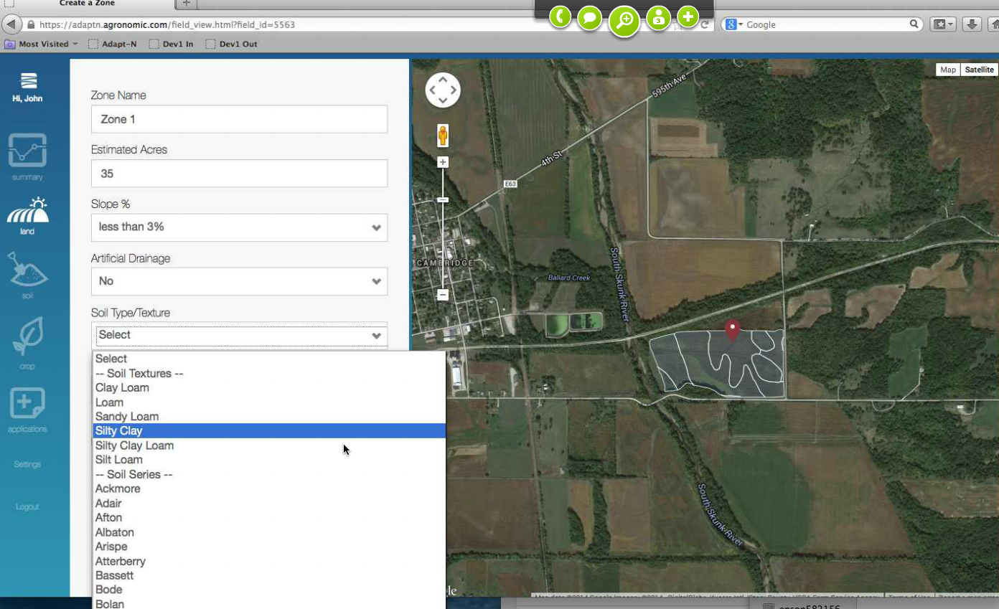 Create a Zone
https://adaptn.agronomic.com/field_view.html?field_id=5563
Google
3
Most Visited
Adapt-N
Dev1 In
Dev1 Out
Hi, John
summary
land
soil
crop
applications
Settings
Logout
Zone Name
Zone 1
Estimated Acres
35
Slope %
less than 3%
Artificial Drainage
No
Soil Type/Texture
Select
Select
-- Soil Textures --
Clay Loam
Loam
Sandy Loam
Silty Clay
Silty Clay Loam
Silt Loam
-- Soil Series --
Ackmore
Adair
Afton
Albaton
Arispe
Atterberry
Bassett
Bode
Bolan
Map
Satellite
595th Ave
4th St
E63
CAMBRIDGE
Ballard Creek
South Skunk River
South Skunk River